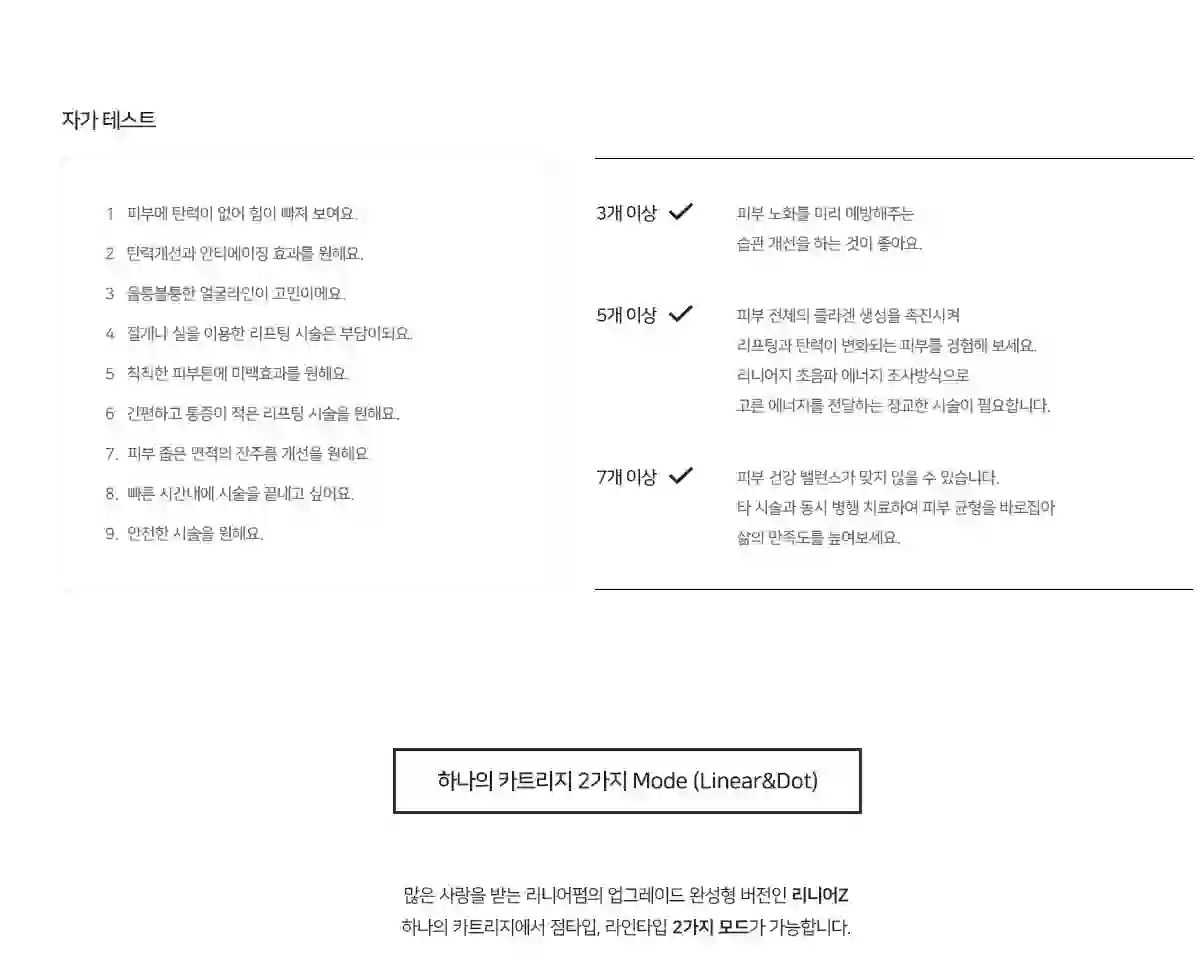 자가 테스트
1 피부에 탄력이 없어 힘이 빠져 보여요.
2 탄력개선과 안티에이징 효과를 원해요.
3 울퉁불퉁한 얼굴라인이 고민이에요.
4 절개나 실을 이용한 리프팅 시술은 부담이되요.
5 칙칙한 피부톤에 미백효과를 원해요.
6 간편하고 통증이 적은 리프팅 시술을 원해요.
7. 피부 좁은 면적의 잔주름 개선을 원해요
8. 빠른 시간내에 시술을 끝내고 싶어요.
9. 안전한 시술을 원해요.
3개 이상
피부 노화를 미리 예방해주는
습관 개선을 하는 것이 좋아요.
5개 이상
피부 전체의 콜라겐 생성을 촉진시켜
리프팅과 탄력이 변화되는 피부를 경험해 보세요.
리니어지 초음파 에너지 조사방식으로
고른 에너지를 전달하는 정교한 시술이 필요합니다.
7개 이상
피부 건강 밸런스가 맞지 않을 수 있습니다.
타 시술과 동시 병행 치료하여 피부 균형을 바로집아
삶의 만족도를 높여보세요.
하나의 카트리지 2가지 Mode (Linear&Dot)
많은 사랑을 받는 리니어펌의 업그레이드 완성형 버전인 리니어Z
하나의 카트리지에서 점타입, 라인타입 2가지 모드가 가능합니다.